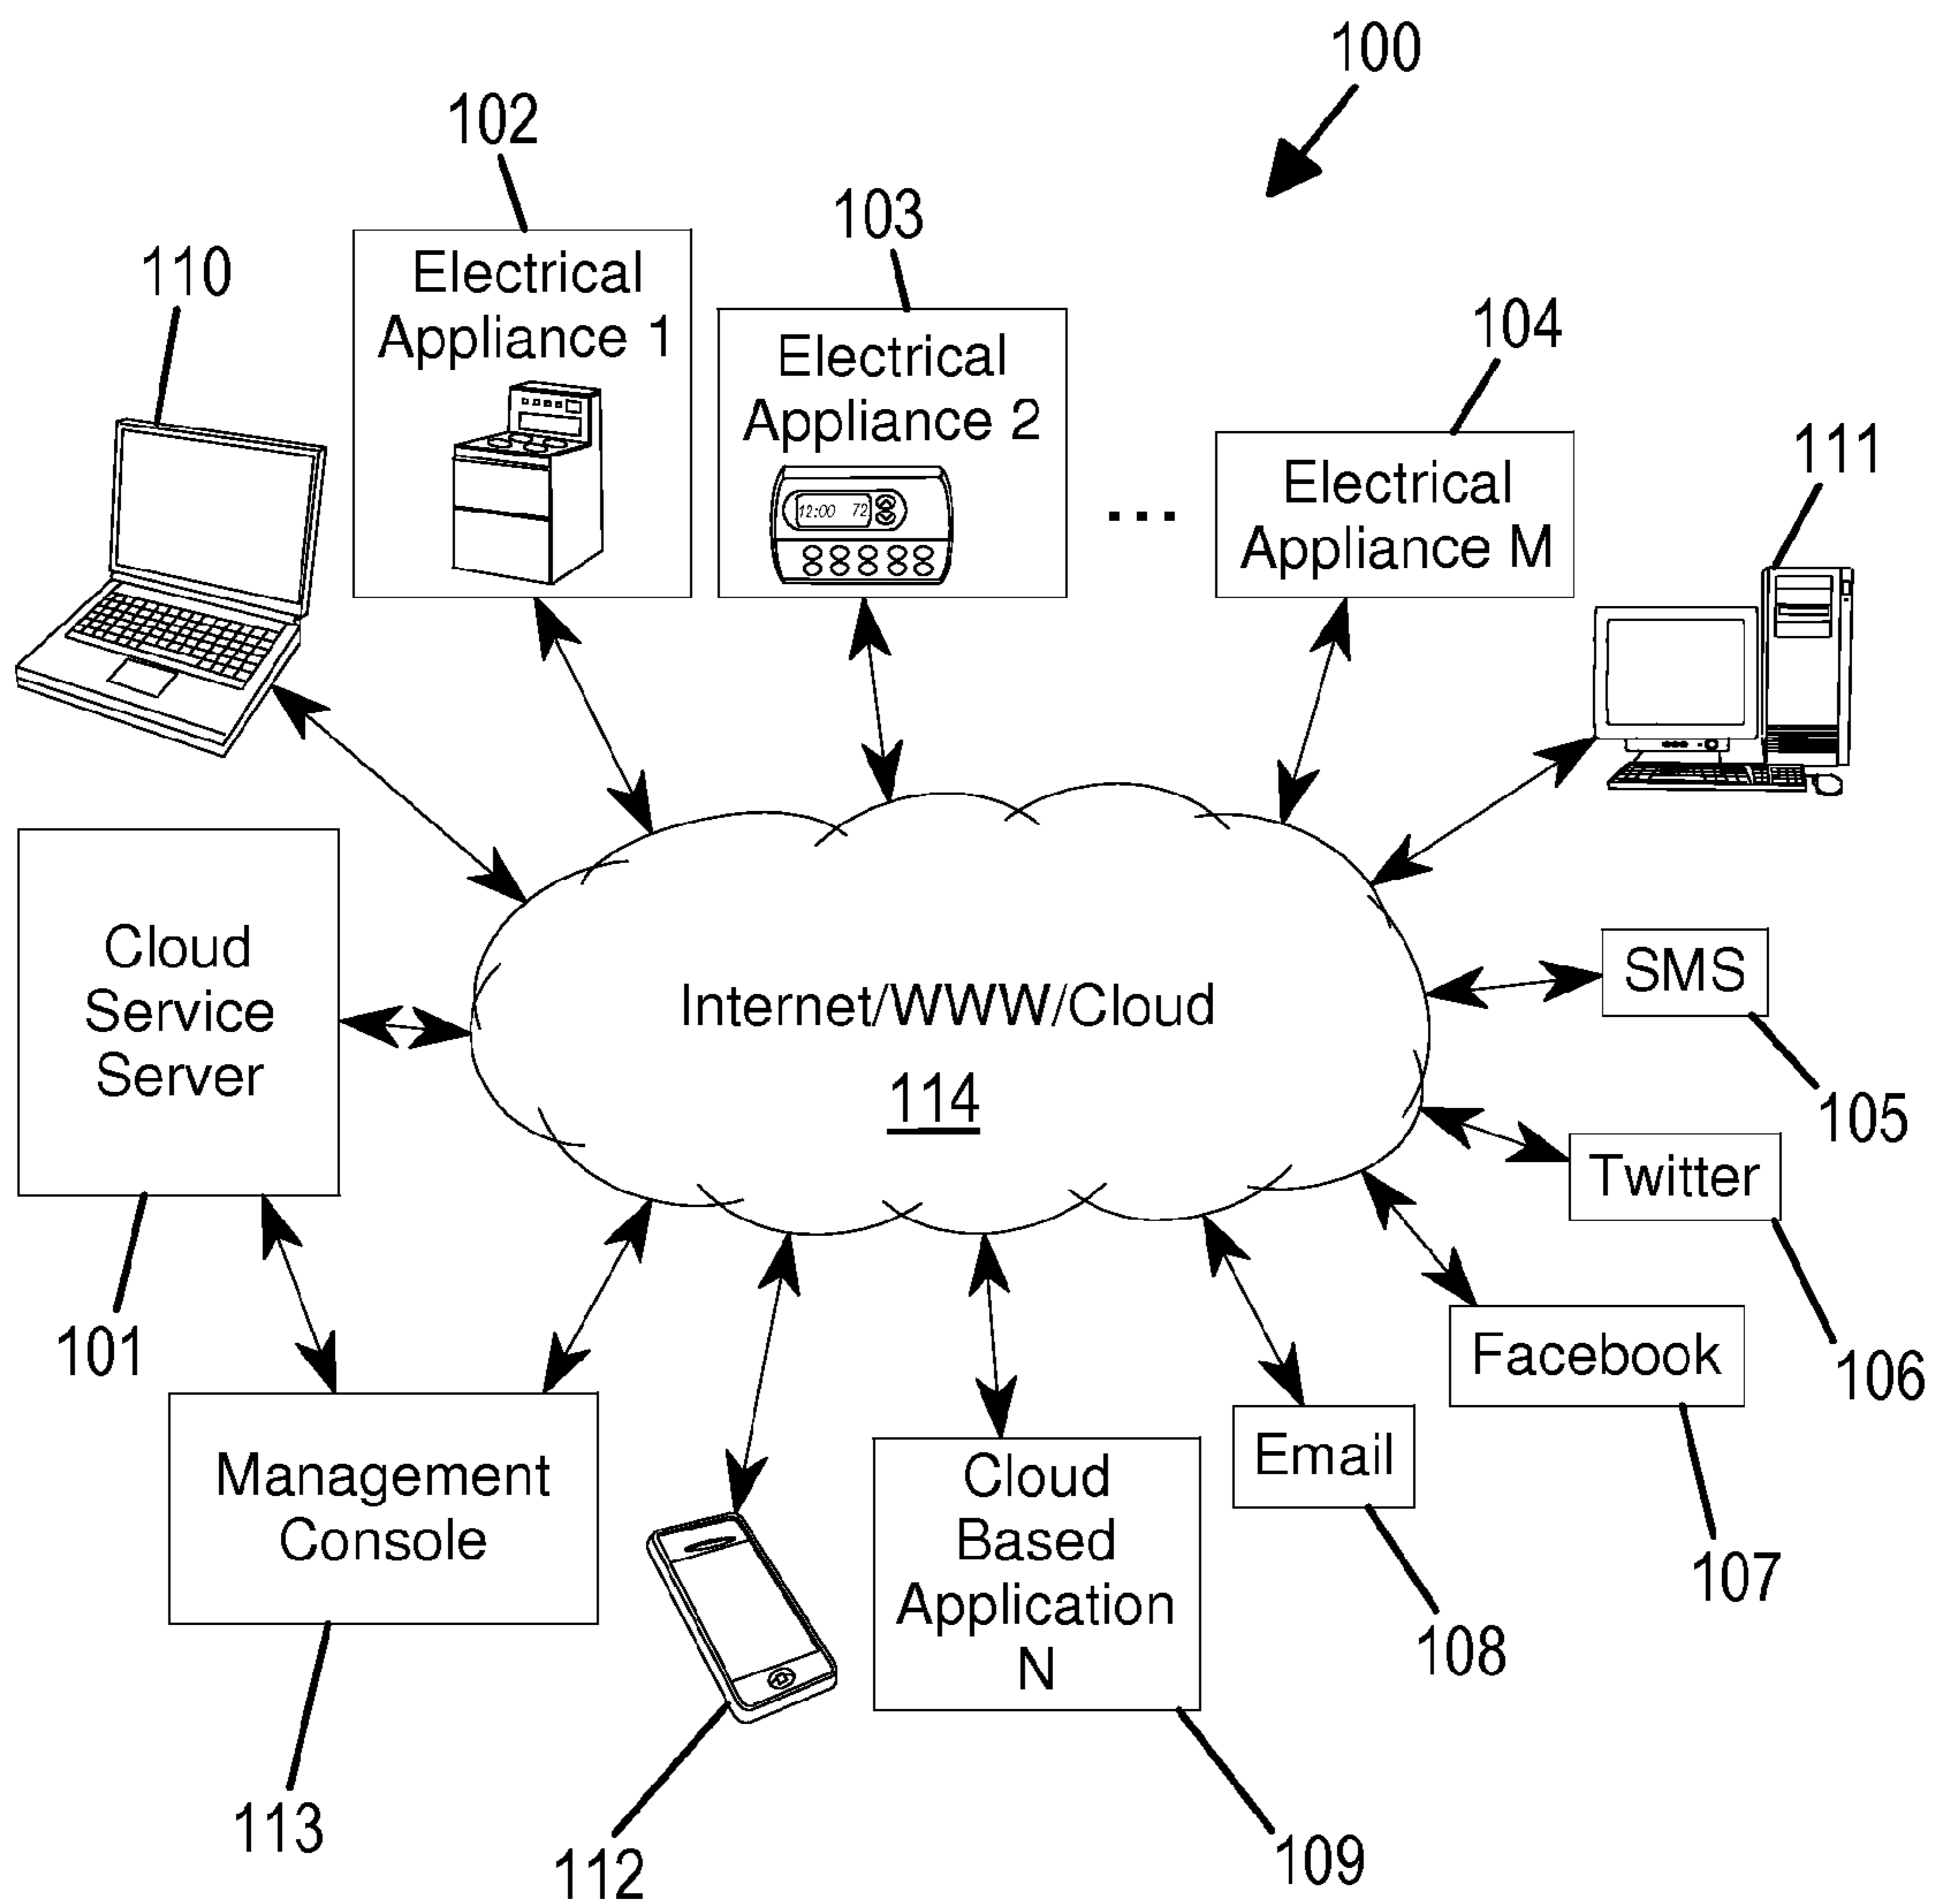 100
102
103
110
Electrical
Appliance 1
104
Electrical
Appliance 2
12:00 72
111
...
Electrical
Appliance M
Cloud
Service
Server
Internet/WWW/Cloud
114
SMS
105
Twitter
106
101
Facebook
107
Management
Console
Cloud
Based
Application
N
Email
108
113
112
109